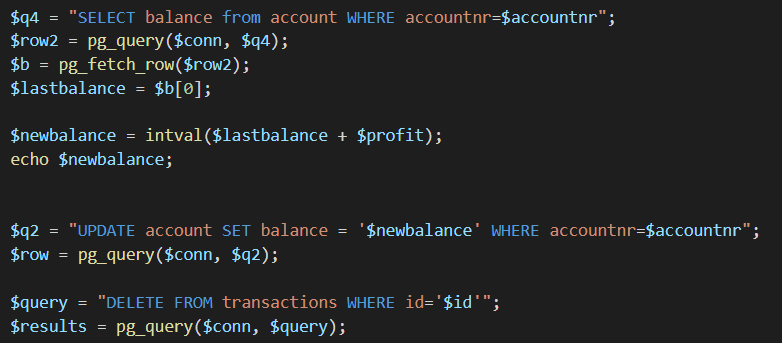 $q4 = "SELECT balance from account WHERE accountnr=$accountnr";
$row2 = pg_query($conn, $q4);
$b = pg_fetch_row($row2);
$lastbalance = $b[0];
$newbalance = intval($lastbalance + $profit);
echo $newbalance;
$q2 = "UPDATE account SET balance = '$newbalance' WHERE accountnr=$accountnr";
$row = pg_query($conn, $q2);
$query = "DELETE FROM transactions WHERE id='$id'";
$results = pg_query($conn, $query);